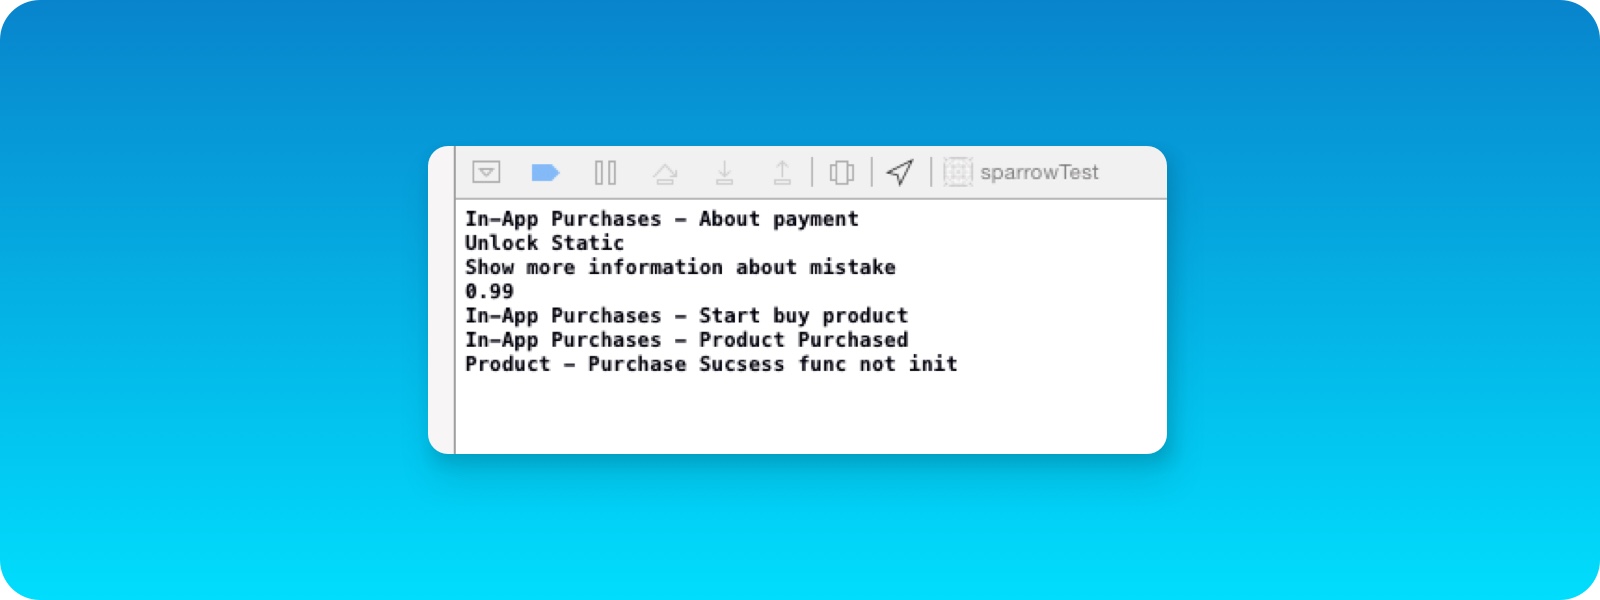 sparrowTest
In-App Purchases – About payment
Unlock Static
Show more information about mistake
0.99
In-App Purchases – Start buy product
In-App Purchases – Product Purchased
Product – Purchase Sucsess func not init